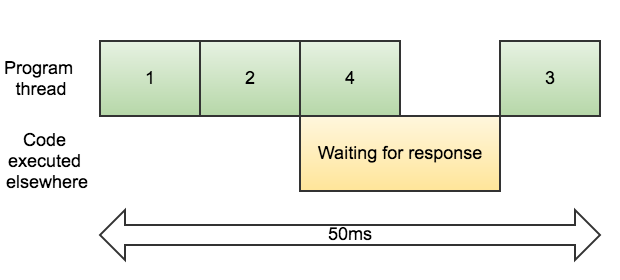 Program
thread
1
2
4
3
Code
executed
elsewhere
Waiting for response
50ms